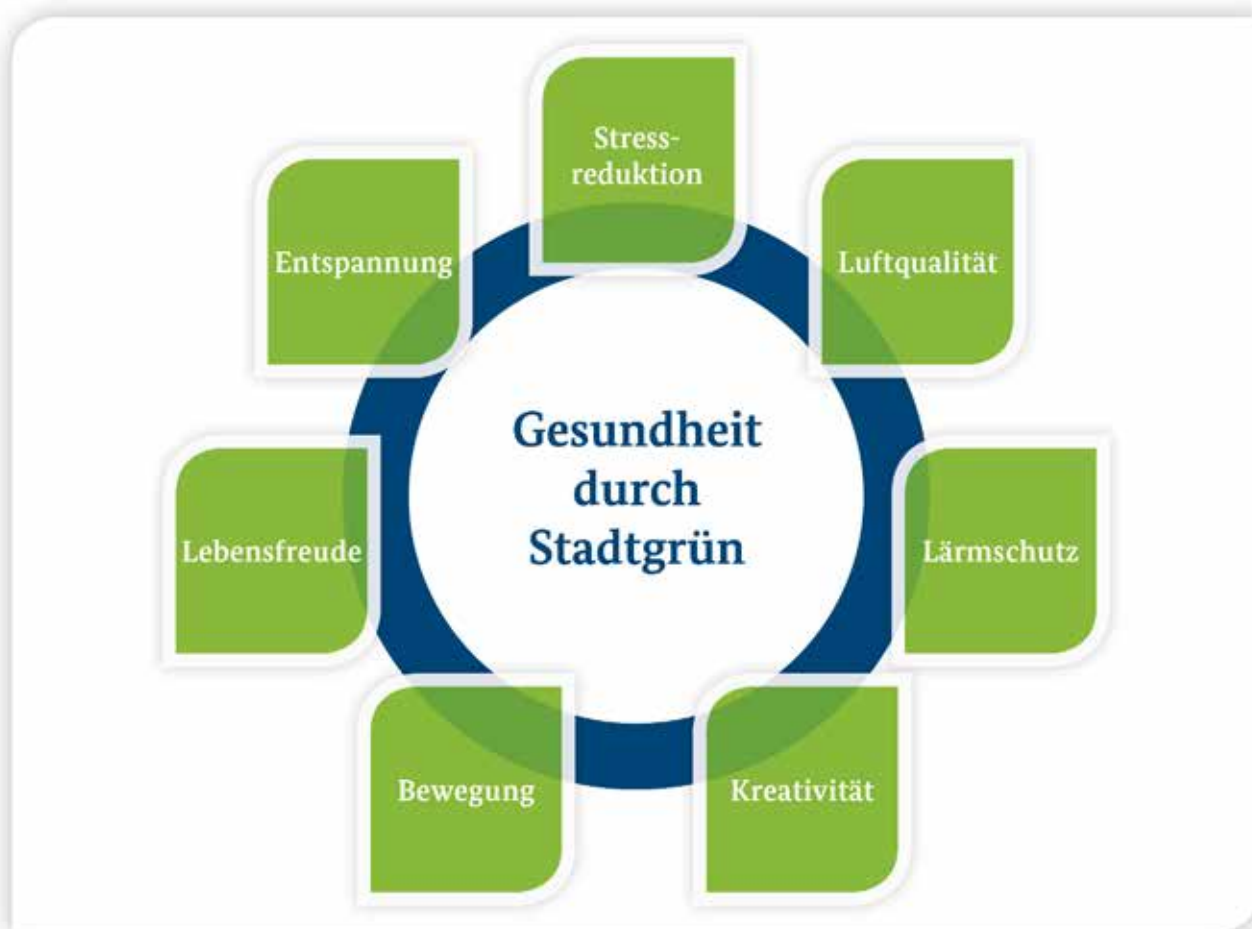 Stress-
reduktion
Entspannung
Luftqualität
Gesundheit
durch
Stadtgrün
Lebensfreude
Lärmschutz
Bewegung
Kreativität